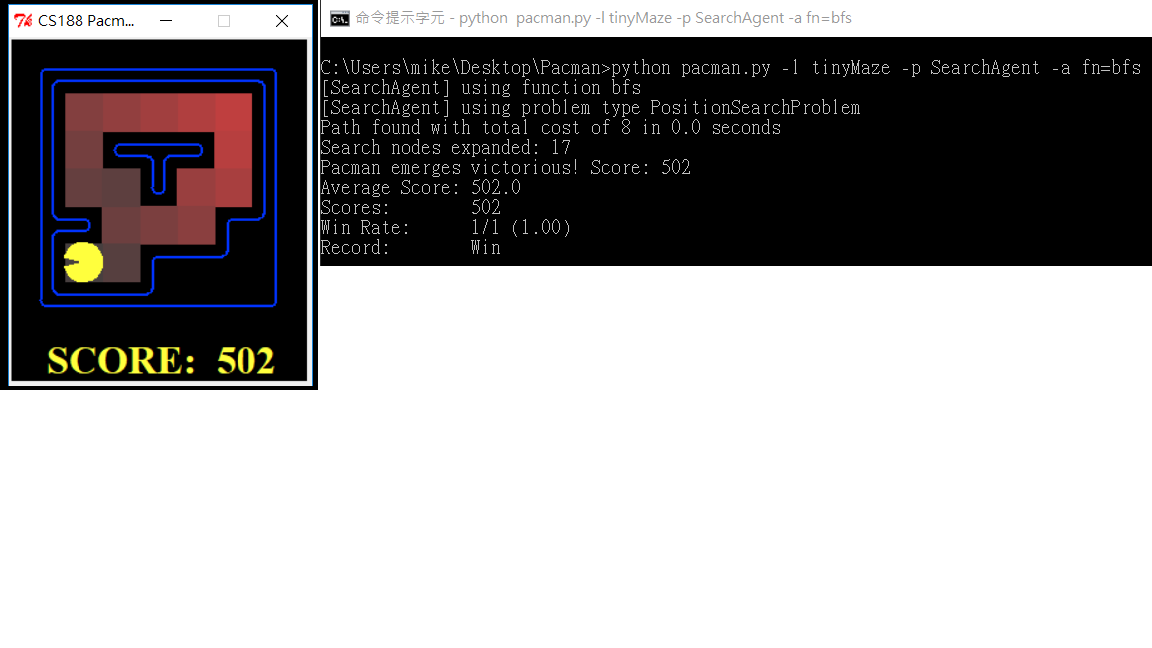 CS188 Pacm...
SCORE: 502
命令提示字元 - python  pacman.py -l tinyMaze -p SearchAgent -a fn=bfs
C:\Users\mike\Desktop\Pacman>python pacman.py -l tinyMaze -p SearchAgent -a fn=bfs
[SearchAgent] using function bfs
[SearchAgent] using problem type PositionSearchProblem
Path found with total cost of 8 in 0.0 seconds
Search nodes expanded: 17
Pacman emerges victorious! Score: 502
Average Score: 502.0
Scores:        502
Win Rate:      1/1 (1.00)
Record:        Win